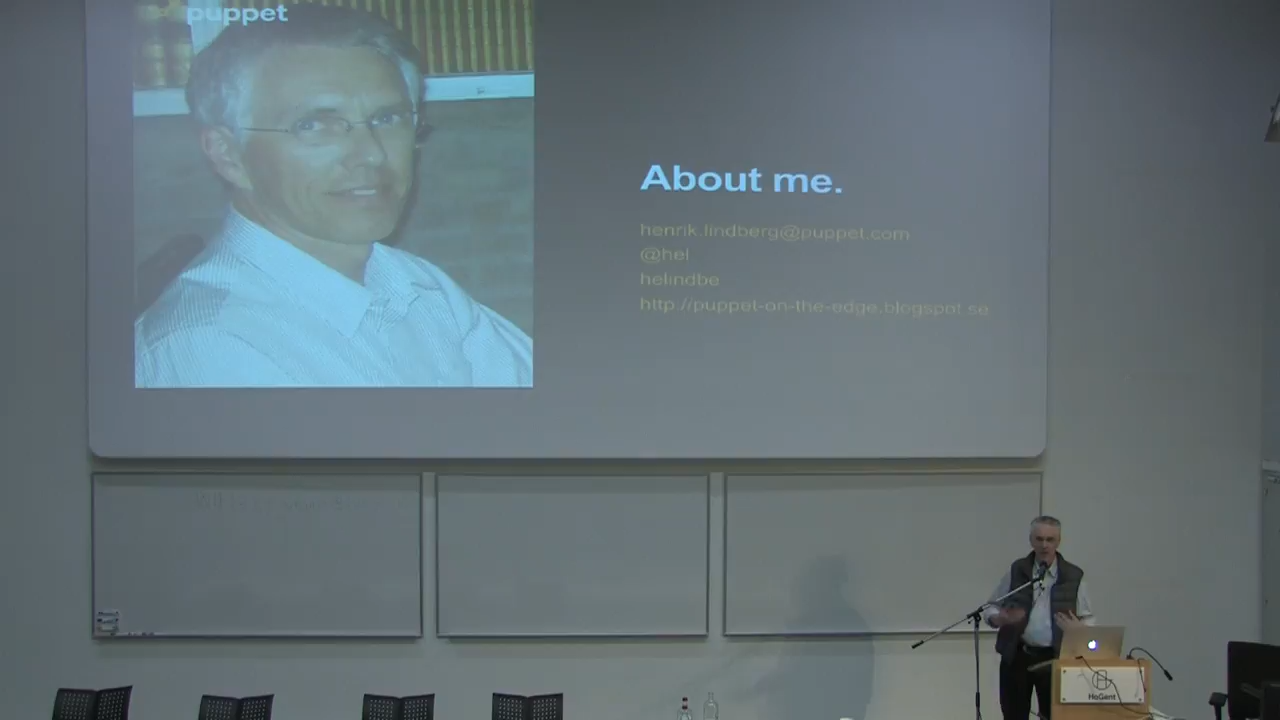 puppet
About me.
henrik.lindberg@puppet.com
@hel
helindbe
http://puppet-on-the-edge.blogspot.se
HoGent